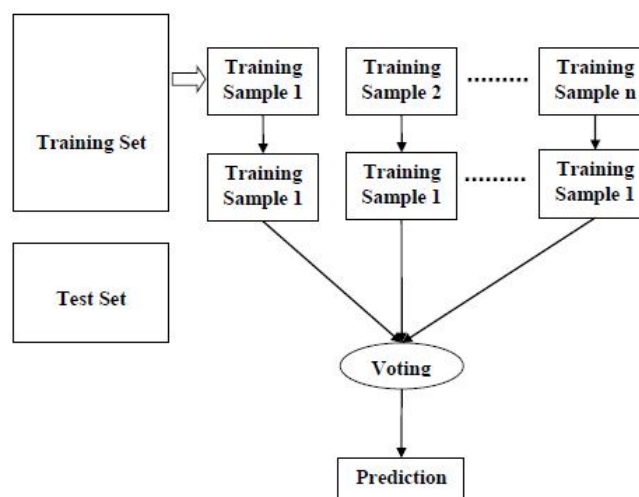 Training Set
Training
Sample 1
Training
Sample 2
.........
Training
Sample n
Training
Sample 1
Training
Sample 1
.........
Training
Sample 1
Test Set
Voting
Prediction